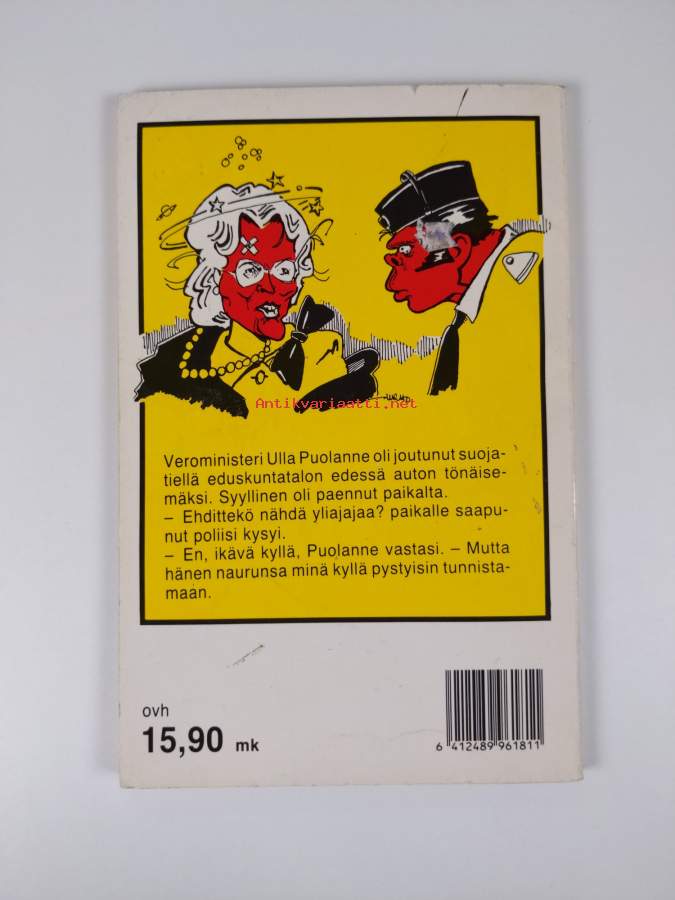 Antikvariaatti.net
Verominísteri Ulla Puolanne oli joutunut suoja-
tiellä eduskuntatalon edessä auton tönäise-
mäksi. Syyllinen oli paennut paikalta.
– Ehdittekö nähdä yliajajaa? paikalle saapu-
nut poliisi kysyi.
– En, ikävä kyllä, Puolanne vastasi. – Mutta
hänen naurunsa minä kyllä pystyisin tunnista-
maan.
ovh
15,90 mk
6 412489 961811